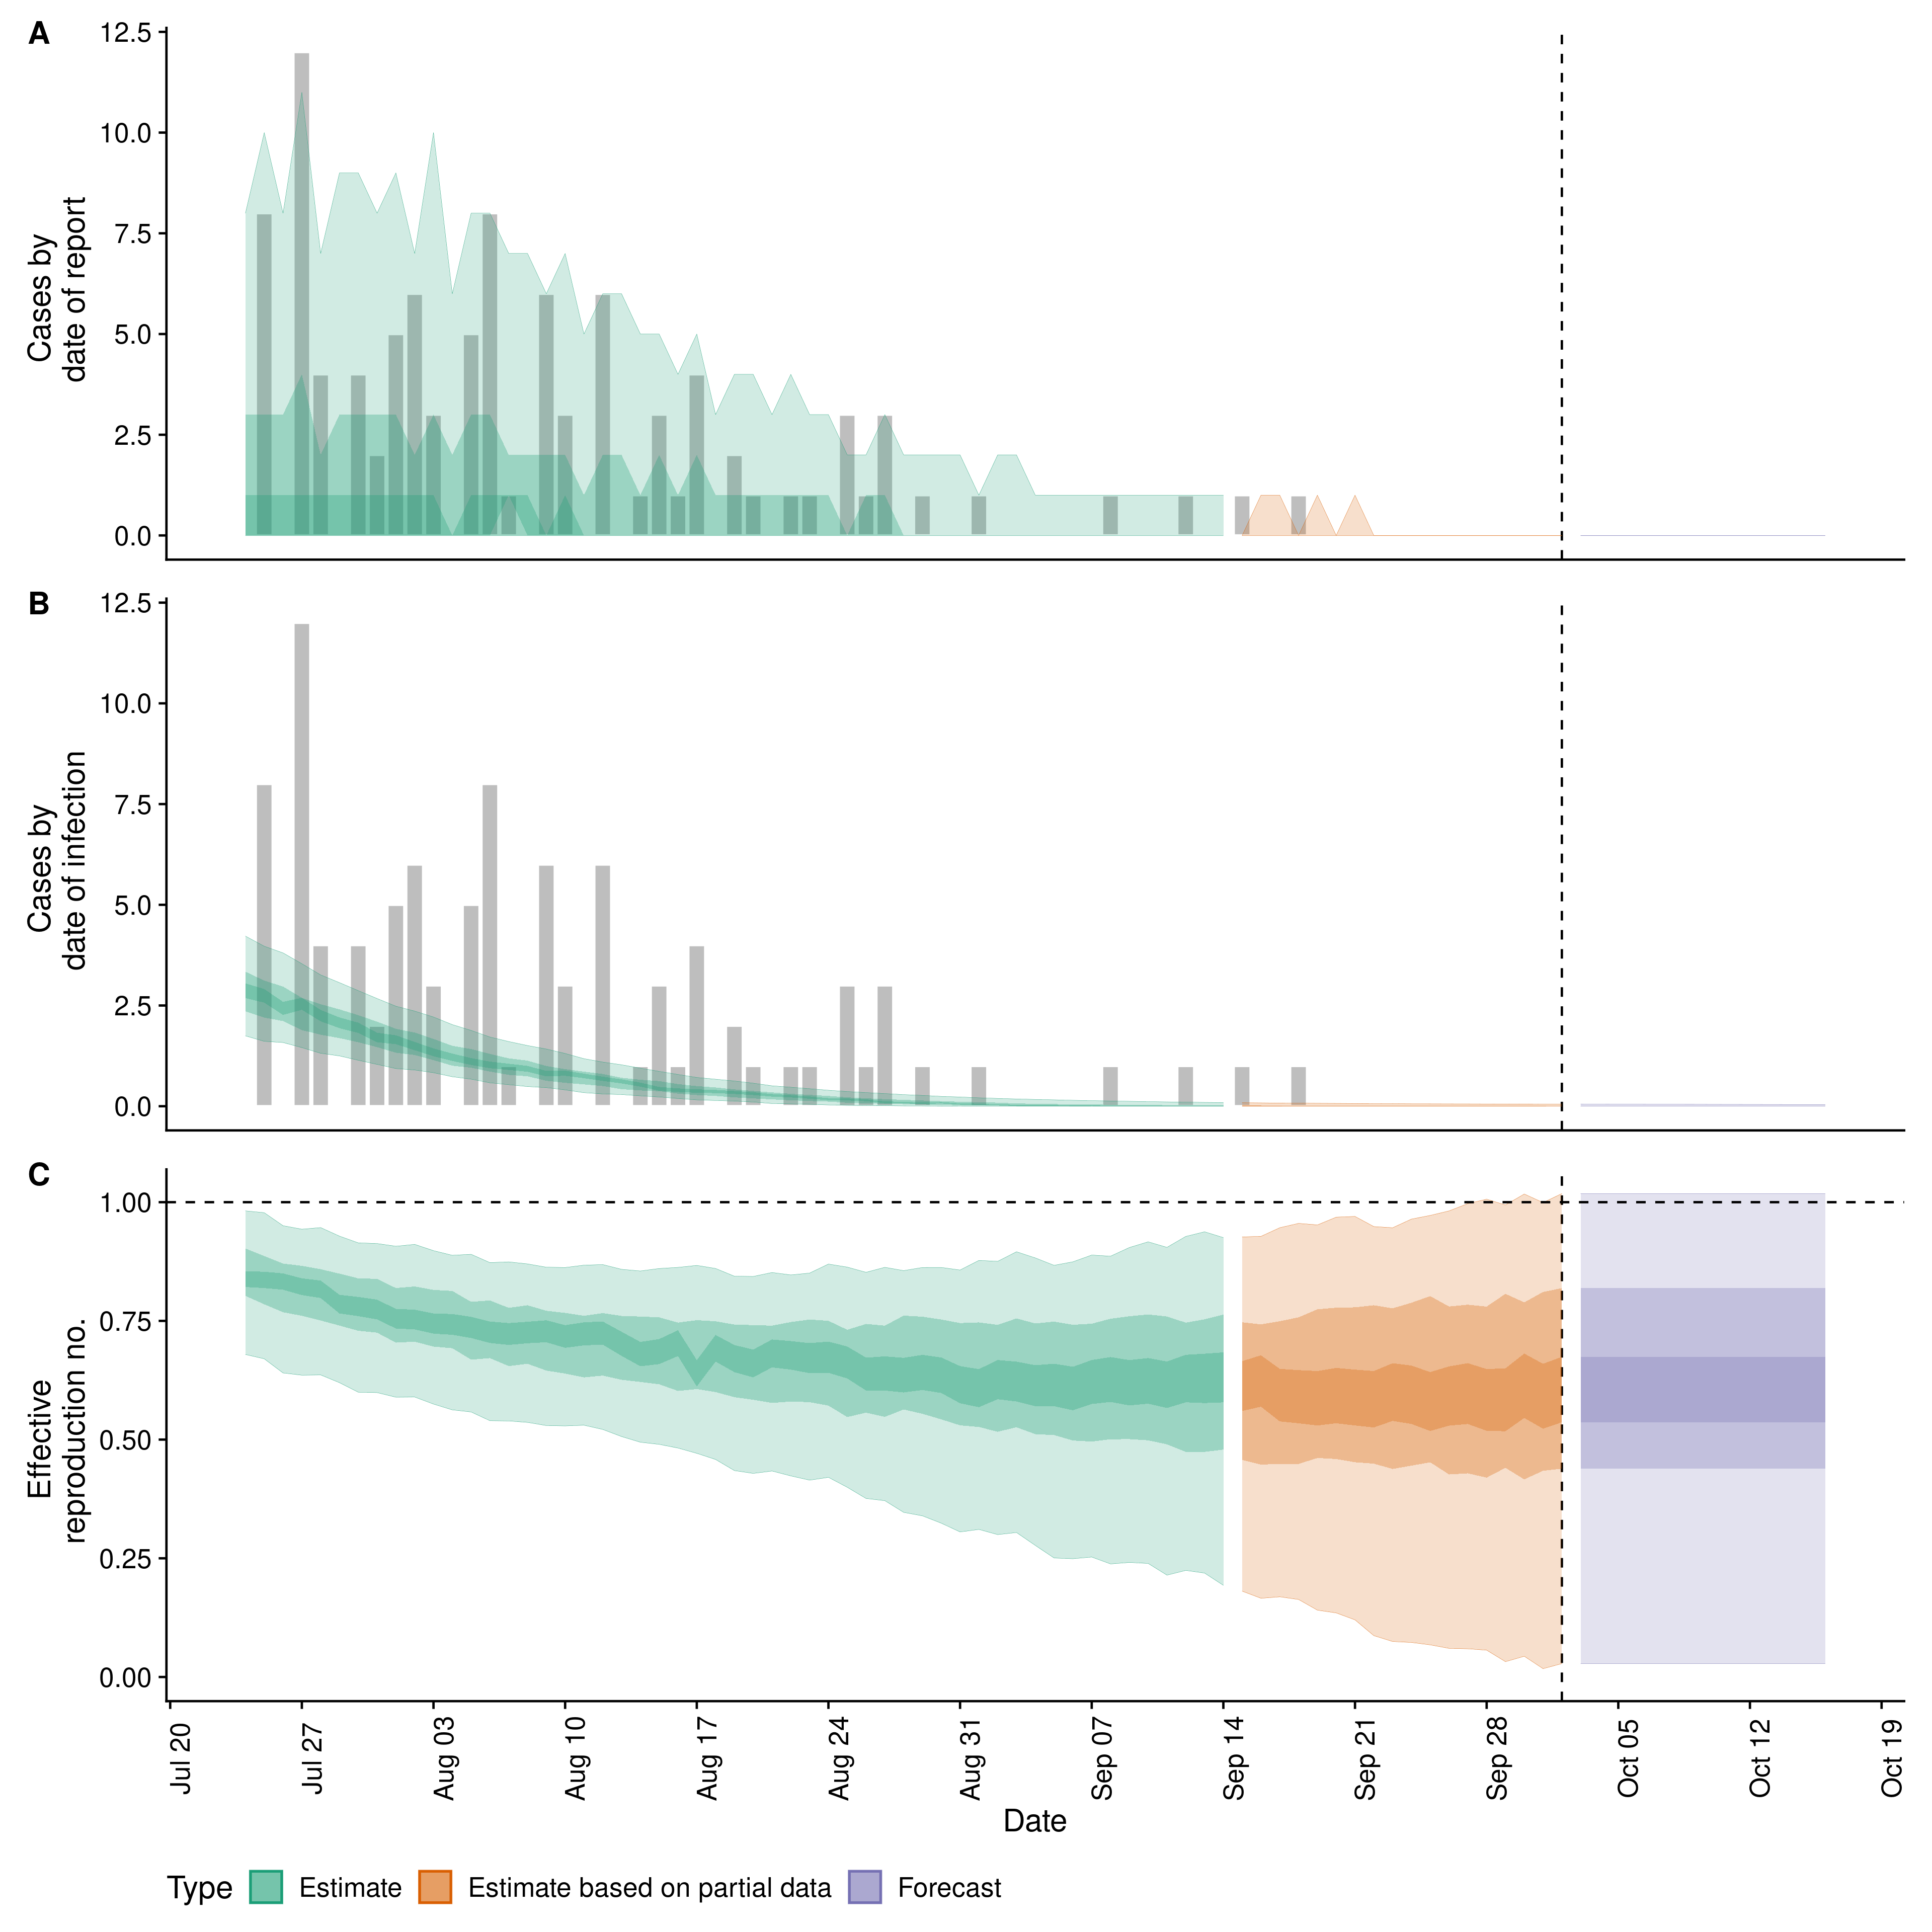 A
12.5
10.0
7.5
5.0
2.5
0.0
Cases by
date of report
B
12.5
10.0
7.5
5.0
2.5
0.0
Cases by
date of infection
C
1.00
0.75
0.50
0.25
0.00
Effective
reproduction no.
Jul 20
Jul 27
Aug 03
Aug 10
Aug 17
Aug 24
Aug 31
Sep 07
Sep 14
Sep 21
Sep 28
Oct 05
Oct 12
Oct 19
Date
Type Estimate Estimate based on partial data Forecast